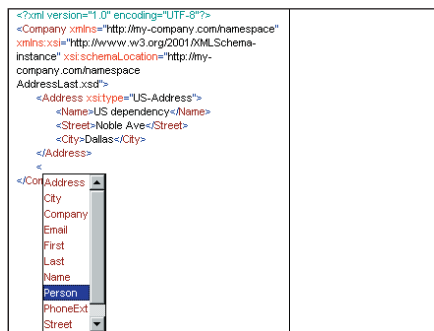 <?xml version="1.0" encoding="UTF-8"?>
<Company xmlns="http://my-company.com/namespace"
xmlns:xsi="http://www.w3.org/2001/XMLSchema-
instance" xsi:schemaLocation="http://my-
company.com/namespace
AddressLast.xsd">
<Address xsi:type="US-Address">
<Name>US dependency</Name>
<Street>Noble Ave</Street>
<City>Dallas</City>
</Address>
<
</Com
Address
City
Company
Email
First
Last
Name
Person
PhoneExt
Street